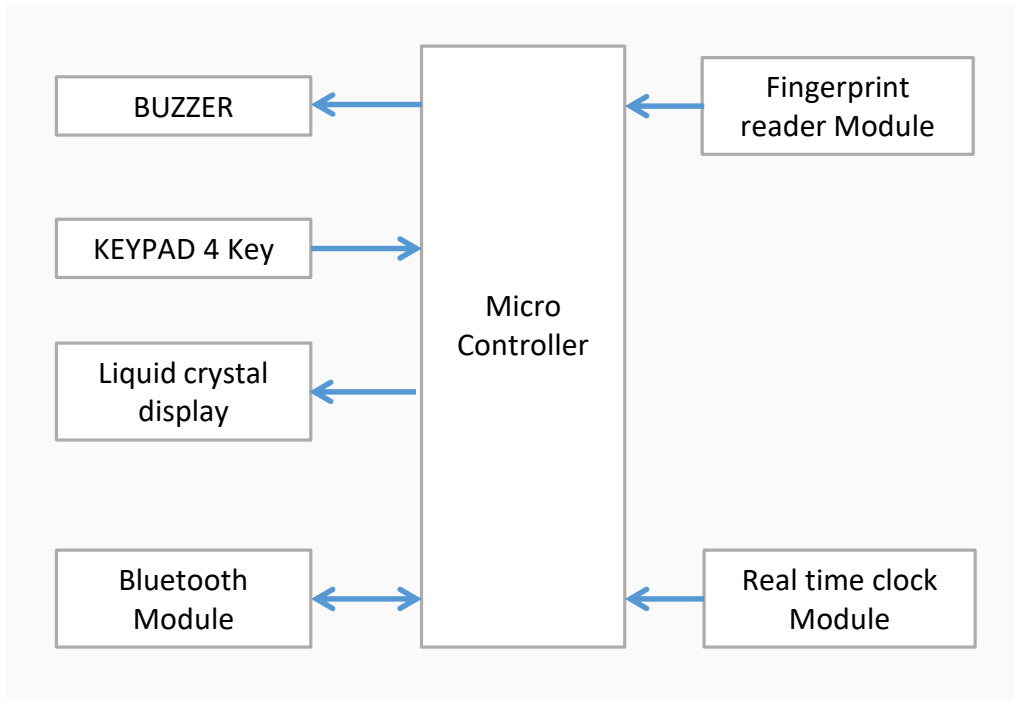 BUZZER
KEYPAD 4 Key
Liquid crystal
display
Bluetooth
Module
Micro
Controller
Fingerprint
reader Module
Real time clock
Module